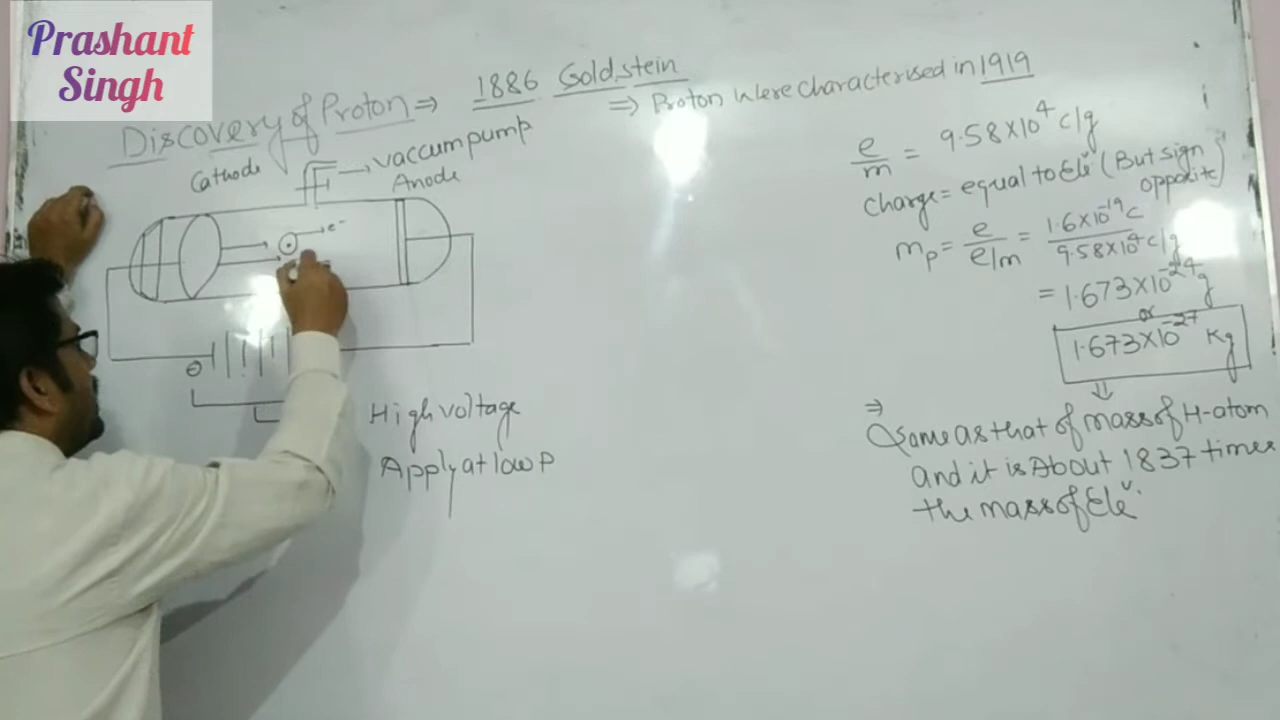 Prashant
Singh
Discovery of Proton ⇒ 1886 Goldstein
⇒ Proton were characterised in 1919
Cathode
→ vaccum pump
Anode
e⁻
⊖
High voltage
Apply at low P
e/m = 9.58×10⁴ c/g
Charge = equal to Eleˇ (But sign
opposite)
mₚ = e / e/m = 1.6×10⁻¹⁹ C / 9.58×10⁴ c/g
= 1.673×10⁻²⁴ g
or
1.673×10⁻²⁷ Kg
⇓
⇒
Same as that of mass of H-atom
and it is About 1837 times
the mass of Eleˇ.